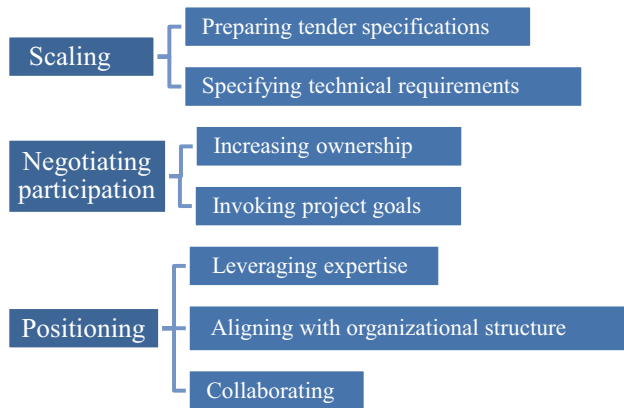 Scaling
Preparing tender specifications
Specifying technical requirements
Negotiating
participation
Increasing ownership
Invoking project goals
Positioning
Leveraging expertise
Aligning with organizational structure
Collaborating